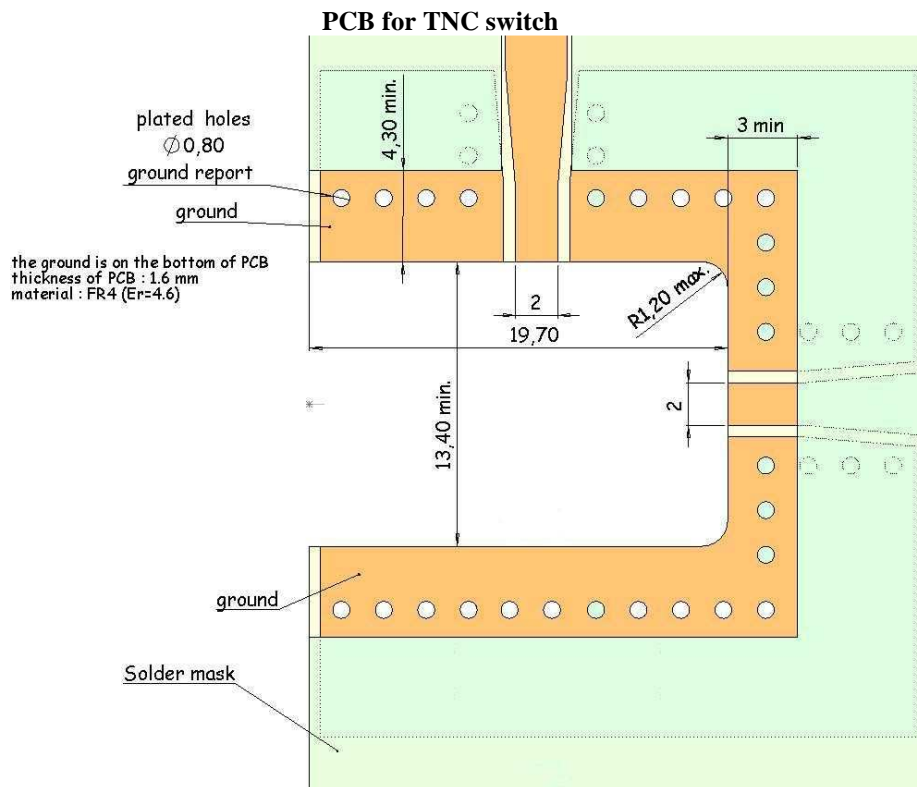 PCB for TNC switch
plated holes
∅0,80
ground report
ground
4,30 min.
3 min
the ground is on the bottom of PCB
thickness of PCB : 1.6 mm
material : FR4 (Er=4.6)
R1,20 max.
2
19,70
13,40 min.
2
ground
Solder mask